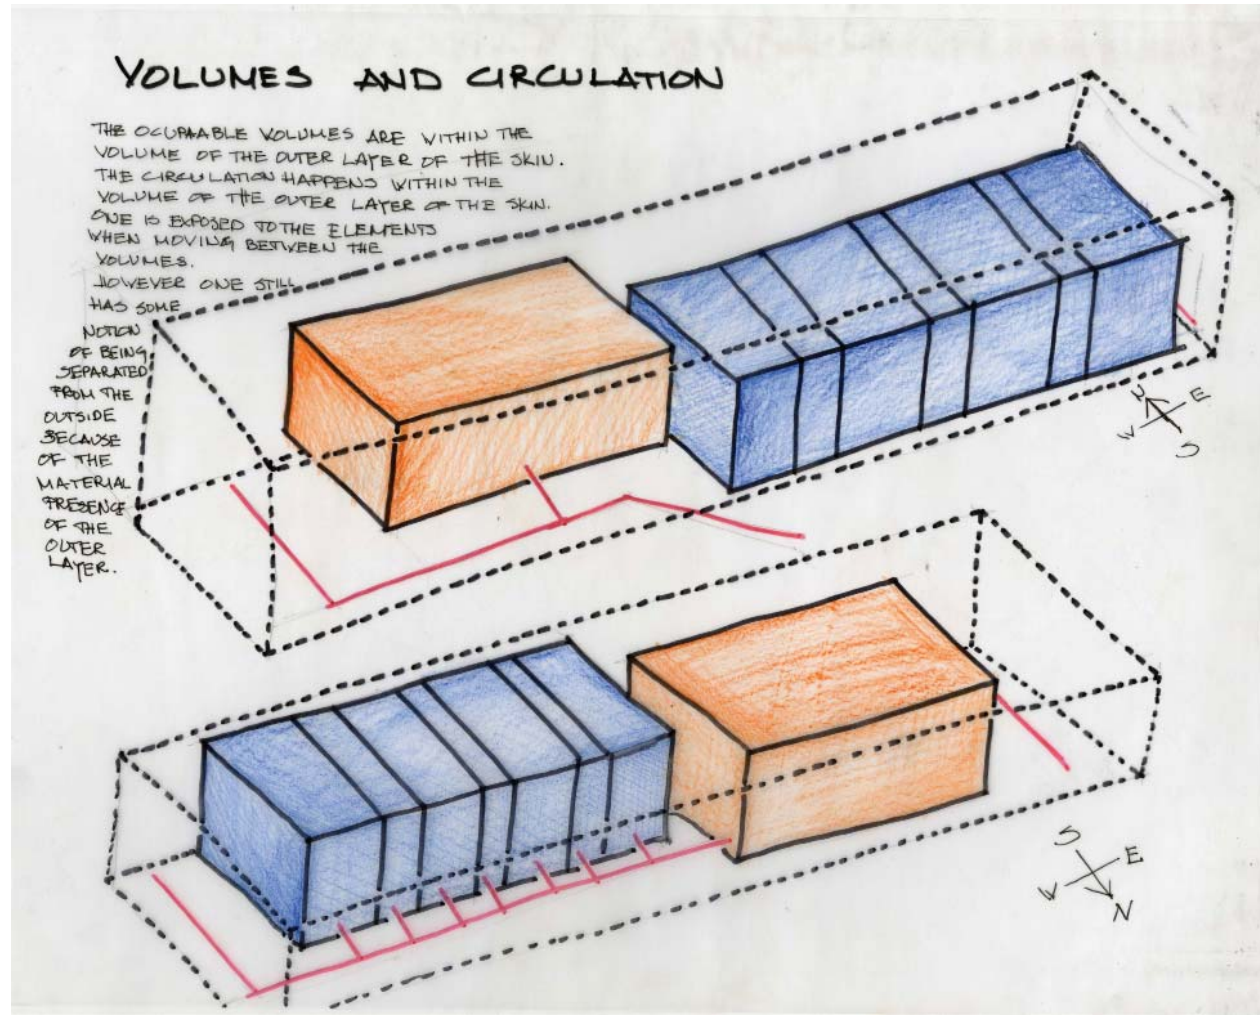 VOLUMES AND CIRCULATION
THE OCUPAABLE VOLUMES ARE WITHIN THE
VOLUME OF THE OUTER LAYER OF THE SKIN.
THE CIRCULATION HAPPENS WITHIN THE
VOLUME OF THE OUTER LAYER OF THE SKIN.
ONE IS EXPOSED TO THE ELEMENTS
WHEN MOVING BETWEEN THE
VOLUMES.
HOWEVER ONE STILL
HAS SOME
NOTION
OF BEING
SEPARATED
FROM THE
OUTSIDE
BECAUSE
OF THE
MATERIAL
PRESENCE
OF THE
OUTER
LAYER.
N E
W S
S E
W N